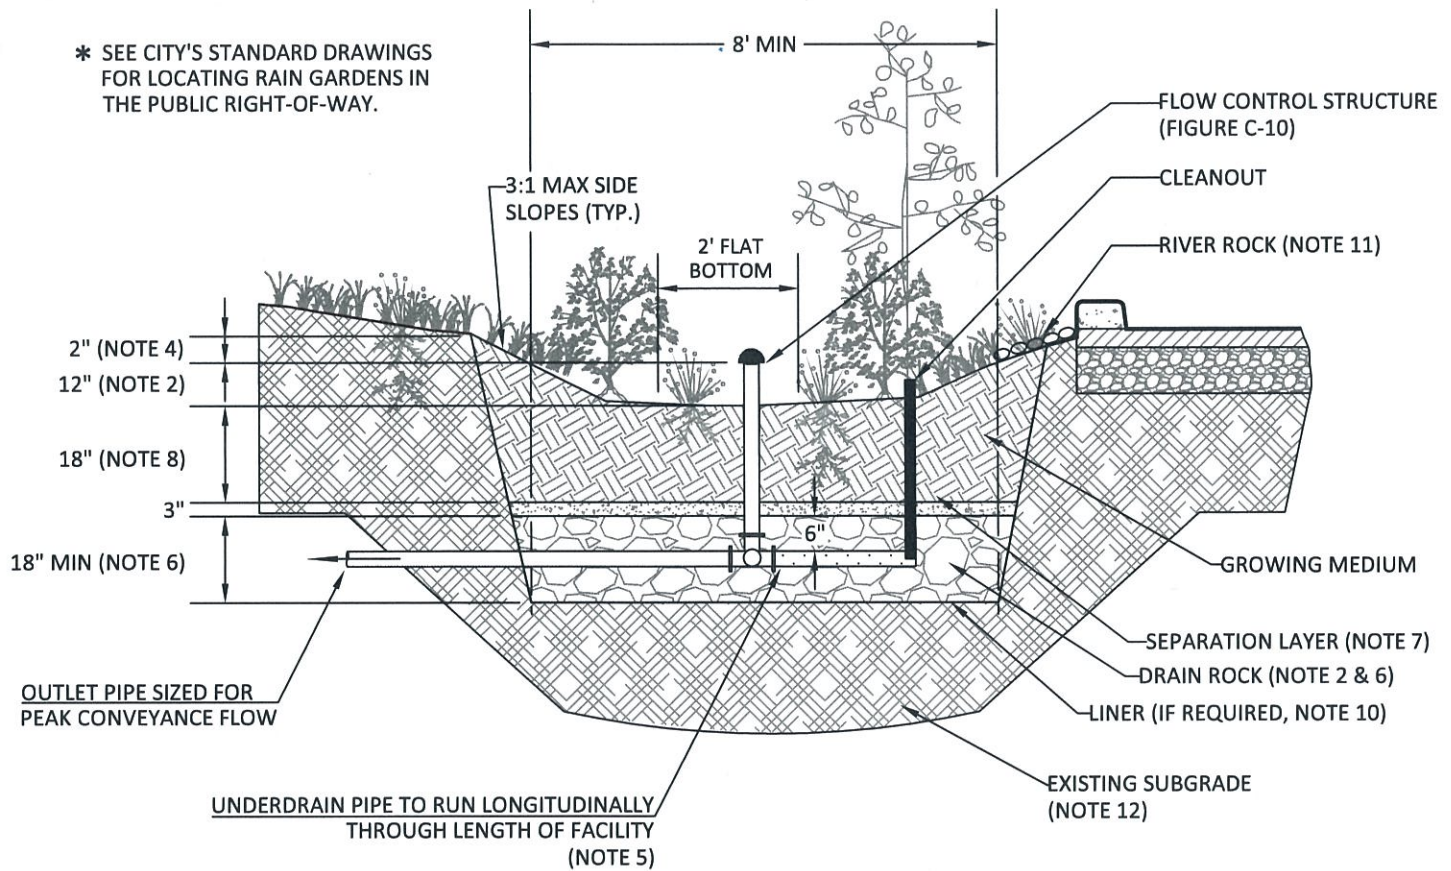 * SEE CITY'S STANDARD DRAWINGS
FOR LOCATING RAIN GARDENS IN
THE PUBLIC RIGHT-OF-WAY.
8' MIN
FLOW CONTROL STRUCTURE
(FIGURE C-10)
CLEANOUT
3:1 MAX SIDE
SLOPES (TYP.)
2' FLAT
BOTTOM
RIVER ROCK (NOTE 11)
2" (NOTE 4)
12" (NOTE 2)
18" (NOTE 8)
3"
6"
18" MIN (NOTE 6)
GROWING MEDIUM
SEPARATION LAYER (NOTE 7)
DRAIN ROCK (NOTE 2 & 6)
LINER (IF REQUIRED, NOTE 10)
OUTLET PIPE SIZED FOR
PEAK CONVEYANCE FLOW
EXISTING SUBGRADE
(NOTE 12)
UNDERDRAIN PIPE TO RUN LONGITUDINALLY
THROUGH LENGTH OF FACILITY
(NOTE 5)